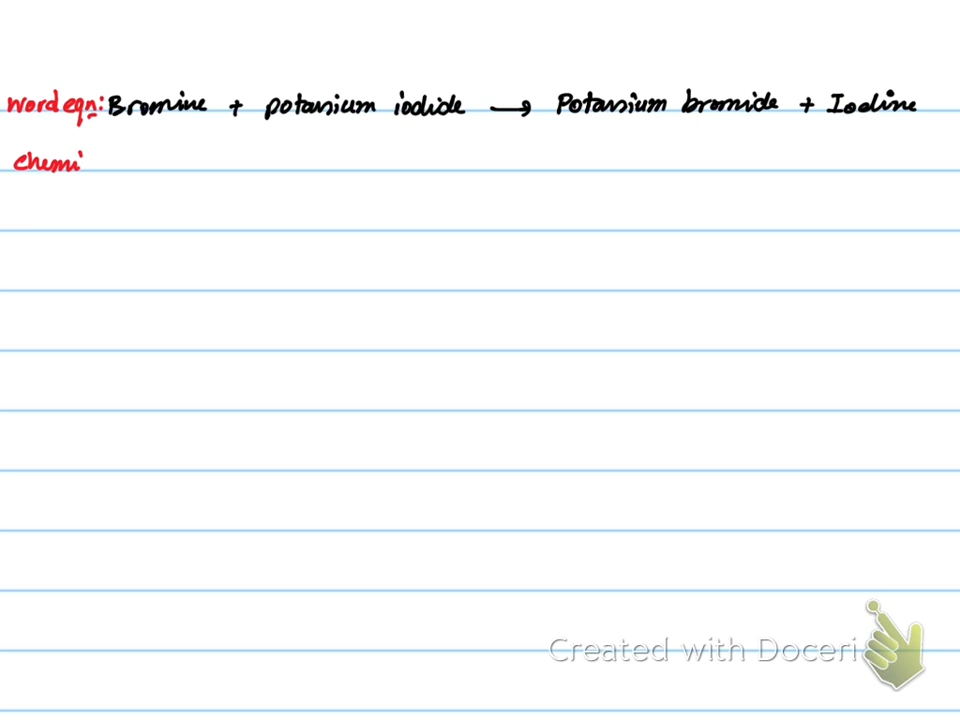 Word eqn: Bromine + potassium iodide → Potassium bromide + Iodine
chemi
Created with Doceri